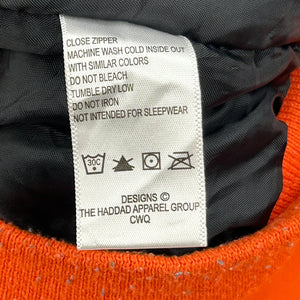 CLOSE ZIPPER
MACHINE WASH COLD INSIDE OUT
WITH SIMILAR COLORS
DO NOT BLEACH
TUMBLE DRY LOW
DO NOT IRON
NOT INTENDED FOR SLEEPWEAR
30C
DESIGNS ©
THE HADDAD APPAREL GROUP
CWQ